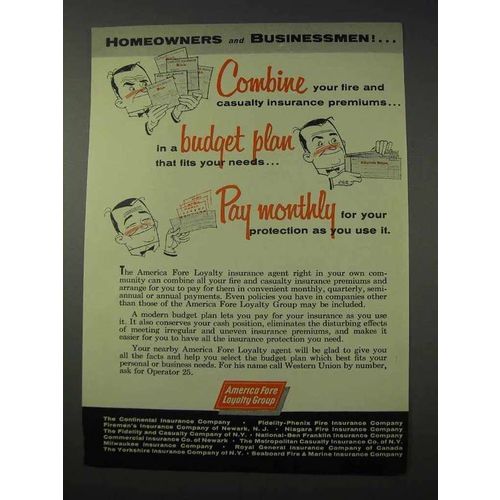 HOMEOWNERS and BUSINESSMEN!...
Combine your fire and
casualty insurance premiums...
in a budget plan
that fits your needs...
Pay monthly for your
protection as you use it.
The America Fore Loyalty insurance agent right in your own com-
munity can combine all your fire and casualty insurance premiums and
arrange for you to pay for them in convenient monthly, quarterly, semi-
annual or annual payments. Even policies you have in companies other
than those of the America Fore Loyalty Group may be included.
A modern budget plan lets you pay for your insurance as you use
it. It also conserves your cash position, eliminates the disturbing effects
of meeting irregular and uneven insurance premiums, and makes it
easier for you to have all the insurance protection you need.
Your nearby America Fore Loyalty agent will be glad to give you
all the facts and help you select the budget plan which best fits your
personal or business needs. For his name call Western Union by number,
ask for Operator 25.
America Fore
Loyalty Group
The Continental Insurance Company • Fidelity-Phenix Fire Insurance Company
Firemen's Insurance Company of Newark, N. J. • Niagara Fire Insurance Company
The Fidelity and Casualty Company of N.Y. • National-Ben Franklin Insurance Company
Commercial Insurance Co. of Newark • The Metropolitan Casualty Insurance Co. of N.Y.
Milwaukee Insurance Company • Royal General Insurance Company of Canada
The Yorkshire Insurance Company of N.Y. • Seaboard Fire & Marine Insurance Company